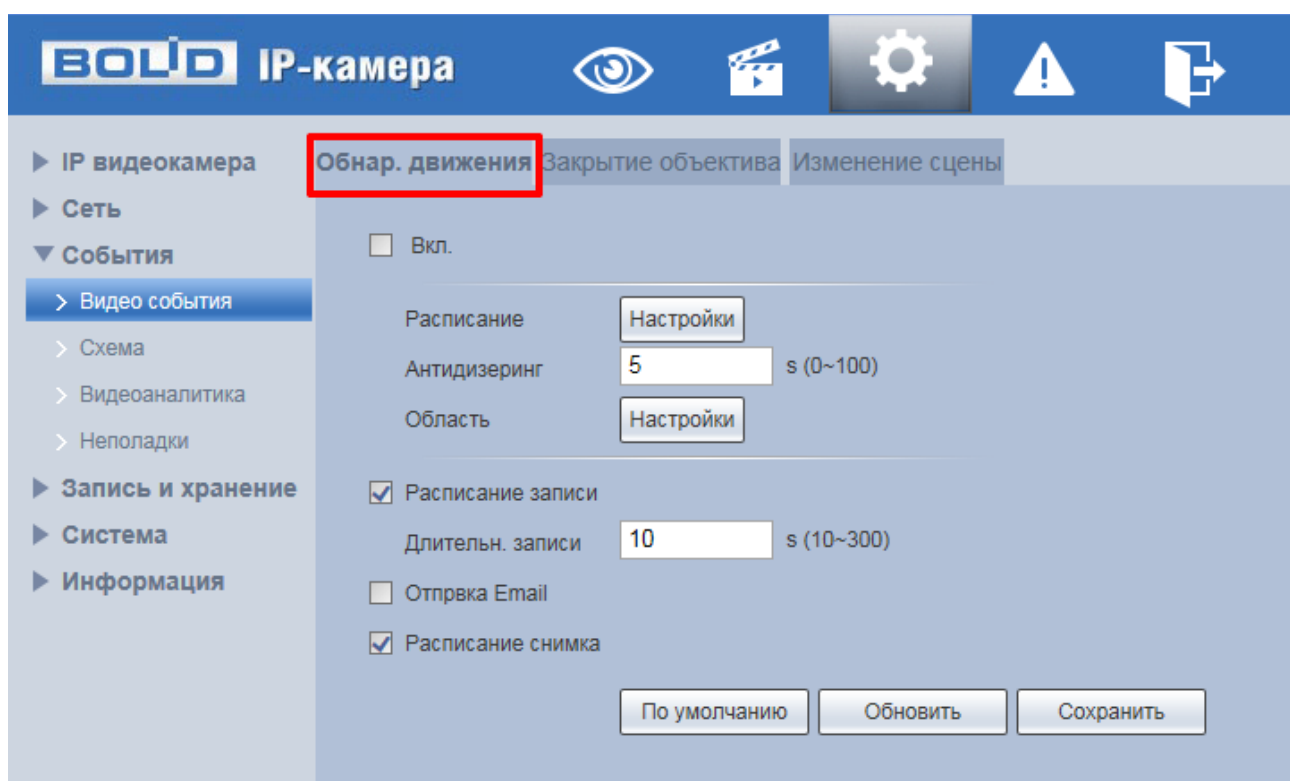 BOLID IP-камера
IP видеокамера
Сеть
События
Видео события
Схема
Видеоаналитика
Неполадки
Запись и хранение
Система
Информация
Обнар. движения Закрытие объектива Изменение сцены
Вкл.
Расписание Настройки
Антидизеринг 5 s (0~100)
Область Настройки
Расписание записи
Длительн. записи 10 s (10~300)
Отпрвка Email
Расписание снимка
По умолчанию Обновить Сохранить